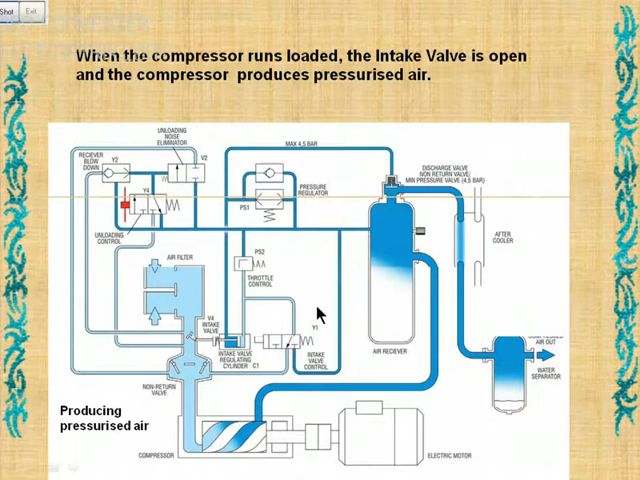 Shot Exit
When the compressor runs loaded, the Intake Valve is open
and the compressor produces pressurised air.
UNLOADING
NOISE
ELIMINATOR
MAX 4,5 BAR
RECIEVER BLOW
DOWN
Y2
V2
DISCHARGE VALVE
NON RETURN VALVE/
MIN PRESSURE VALVE (4,5 BAR)
Y4
PS1
PRESSURE
REGULATOR
UNLOADING
CONTROL
AFTER
COOLER
AIR FILTER
PS2
THROTTLE
CONTROL
V4
INTAKE
VALVE
Y1
AIR OUT
AIR RECIEVER
INTAKE VALVE
REGULATING
CYLINDER C1
INTAKE
VALVE
CONTROL
WATER
SEPARATOR
NON-RETURN
VALVE
Producing
pressurised air
COMPRESSOR
ELECTRIC MOTOR